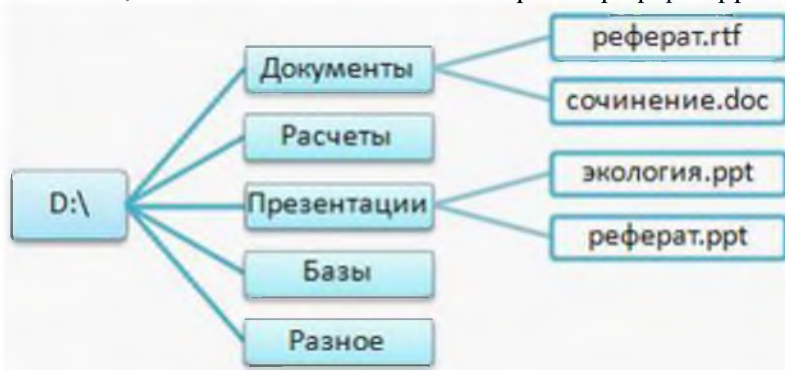 реферат.rtf
Документы
сочинение.doc
Расчеты
экология.ppt
D:\
Презентации
реферат.ppt
Базы
Разное